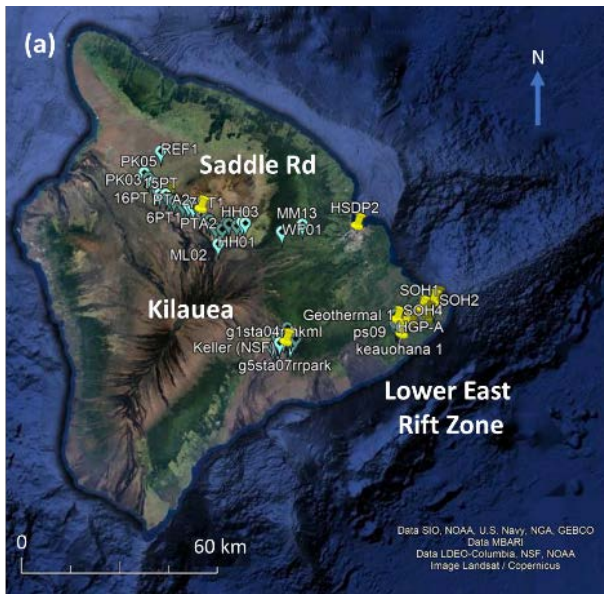 (a)
N
REF1
PK05
Saddle Rd
PK03
15PT
16PT
PTA2
T1
6PT1
PTA2
HH03
MM13
HSDP2
WF01
HH01
ML02
SOH1
SOH2
Kilauea
Geothermal 1
SOH4
ps09
HGP-A
Keller (NSF)
keauohana 1
g5sta07rrpark
Lower East
Rift Zone
0
60 km
Data SIO, NOAA, U.S. Navy, NGA, GEBCO
Data MBARI
Data LDEO-Columbia, NSF, NOAA
Image Landsat / Copernicus